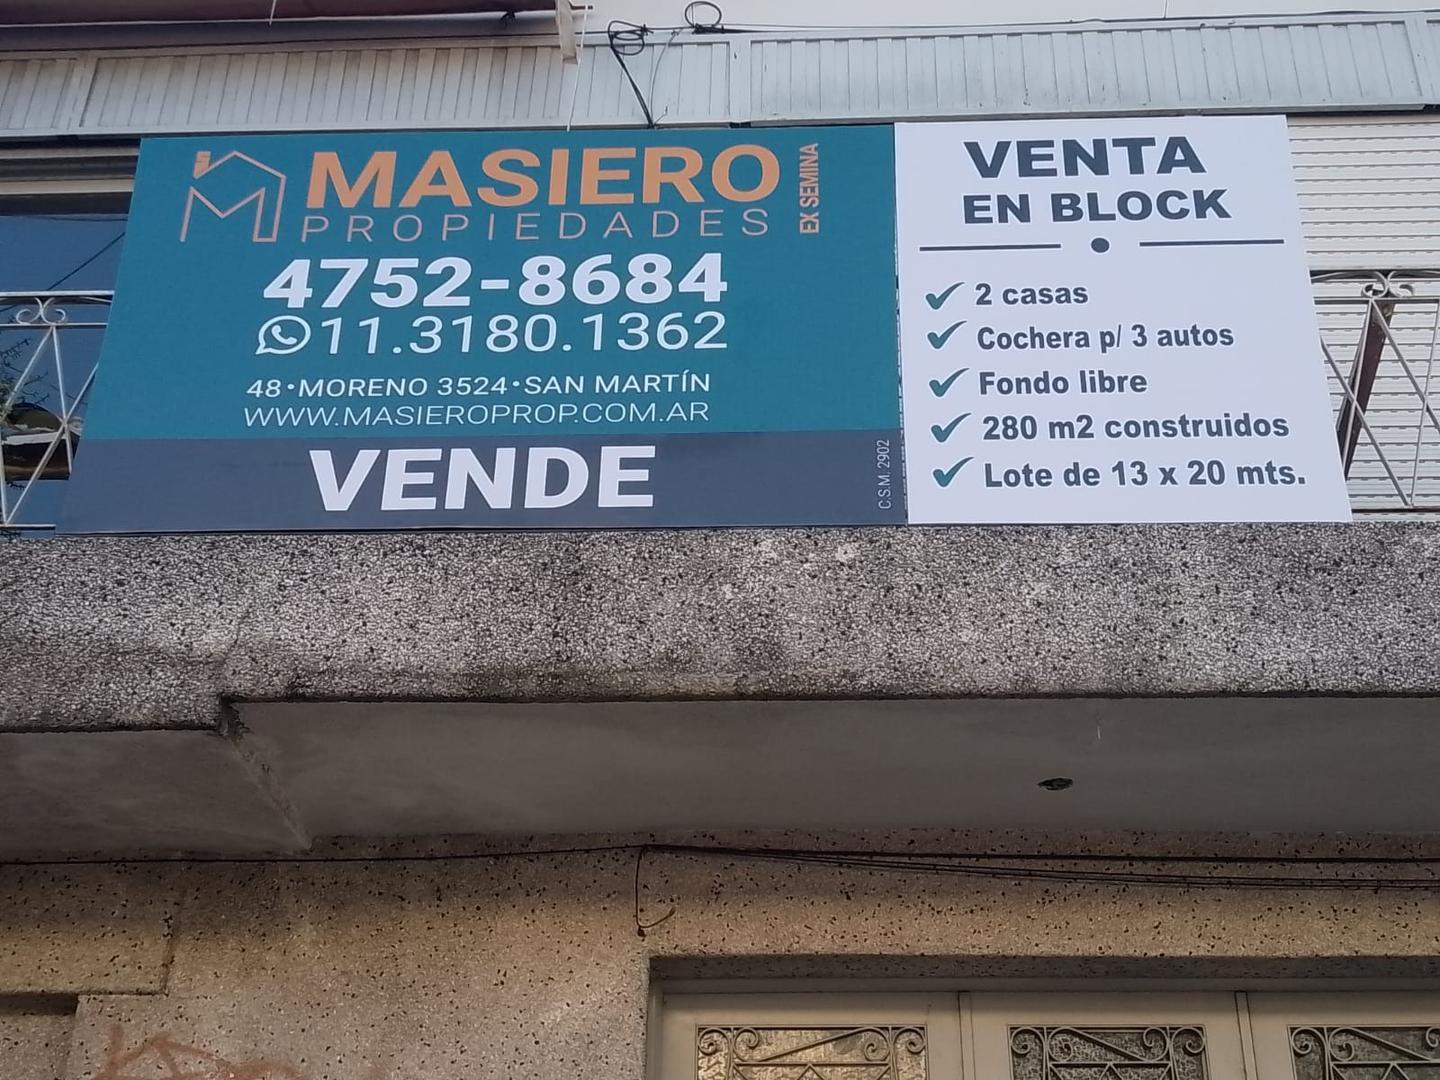 MASIERO
PROPIEDADES
EX SEMINA
4752-8684
11.3180.1362
48•MORENO 3524•SAN MARTÍN
WWW.MASIEROPROP.COM.AR
VENDE
C.S.M. 2902
VENTA
EN BLOCK
2 casas
Cochera p/ 3 autos
Fondo libre
280 m2 construidos
Lote de 13 x 20 mts.